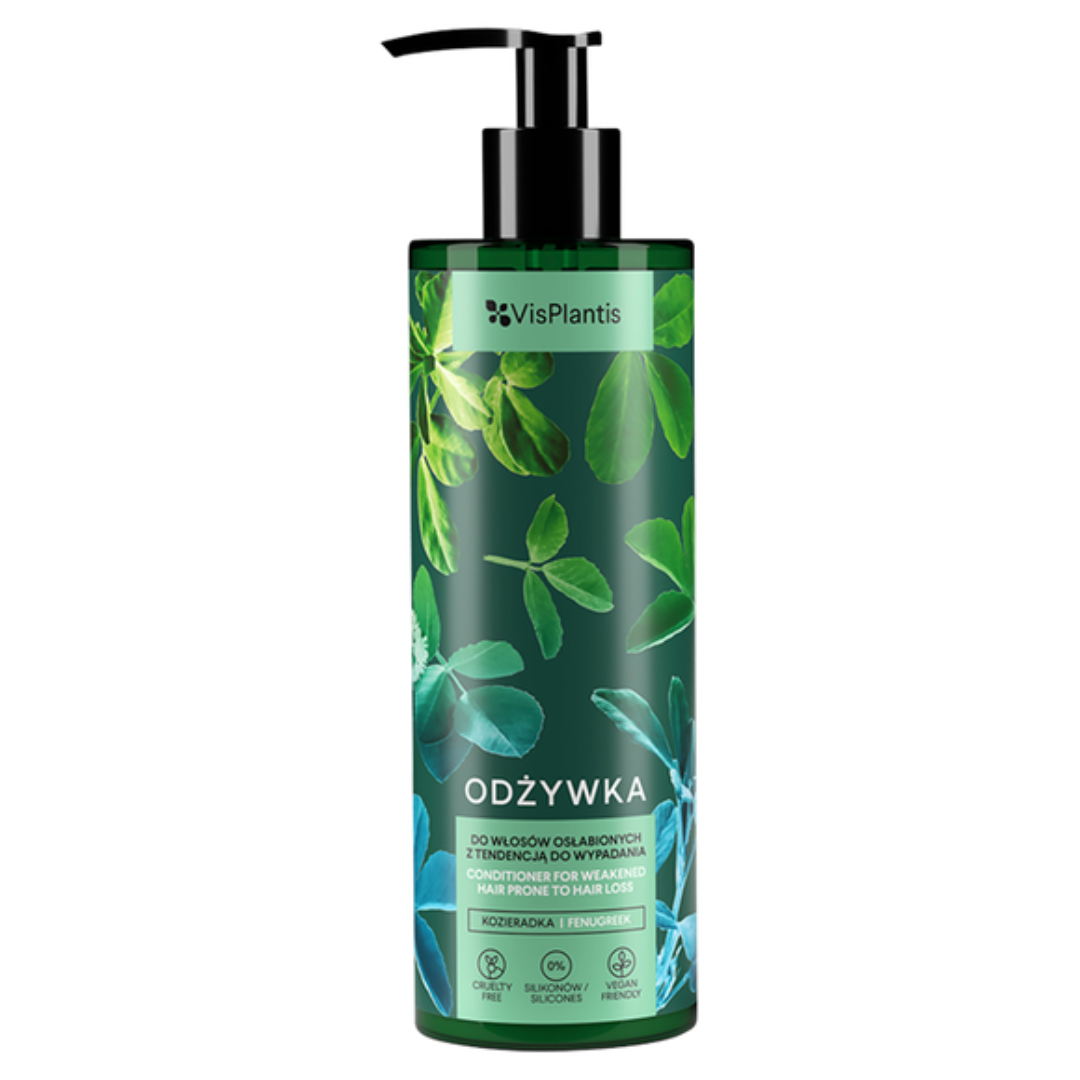 VisPlantis
ODŻYWKA
DO WŁOSÓW OSŁABIONYCH
Z TENDENCJĄ DO WYPADANIA
CONDITIONER FOR WEAKENED
HAIR PRONE TO HAIR LOSS
KOZIERADKA | FENUGREEK
CRUELTY
FREE
0%
SILIKONÓW /
SILICONES
VEGAN
FRIENDLY